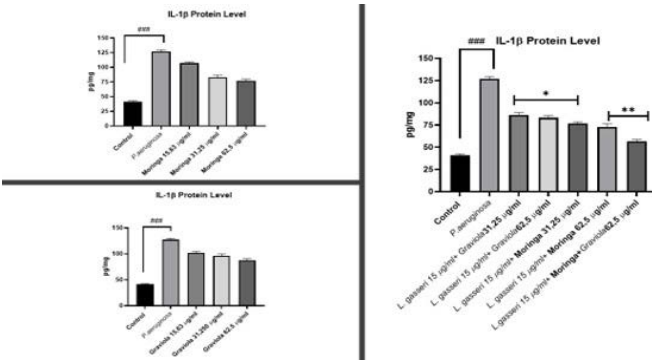 IL-1β Protein Level
###
pg/mg
150
125
100
75
50
25
0
Control
P.aeruginosa
Moringa 15,63 µg/ml
Moringa 31,25 µg/ml
Moringa 62,5 µg/ml
IL-1β Protein Level
###
pg/mg
150
100
50
0
Control
P.aeruginosa
Graviola 15,63 µg/ml
Graviola 31,250 µg/ml
Graviola 62,5 µg/ml
IL-1β Protein Level
###
*
**
pg/mg
150
125
100
75
50
25
0
Control
P.aeruginosa
L. gasseri 15 µg/ml+ Graviola31,25 µg/ml
L. gasseri 15 µg/ml+ Graviola62,5 µg/ml
L. gasseri 15 µg/ml+ Moringa 31,25 µg/ml
L. gasseri 15 µg/ml+ Moringa 62,5 µg/ml
L.gasseri 15 µg/ml+ Moringa+Graviola62,5 µg/ml